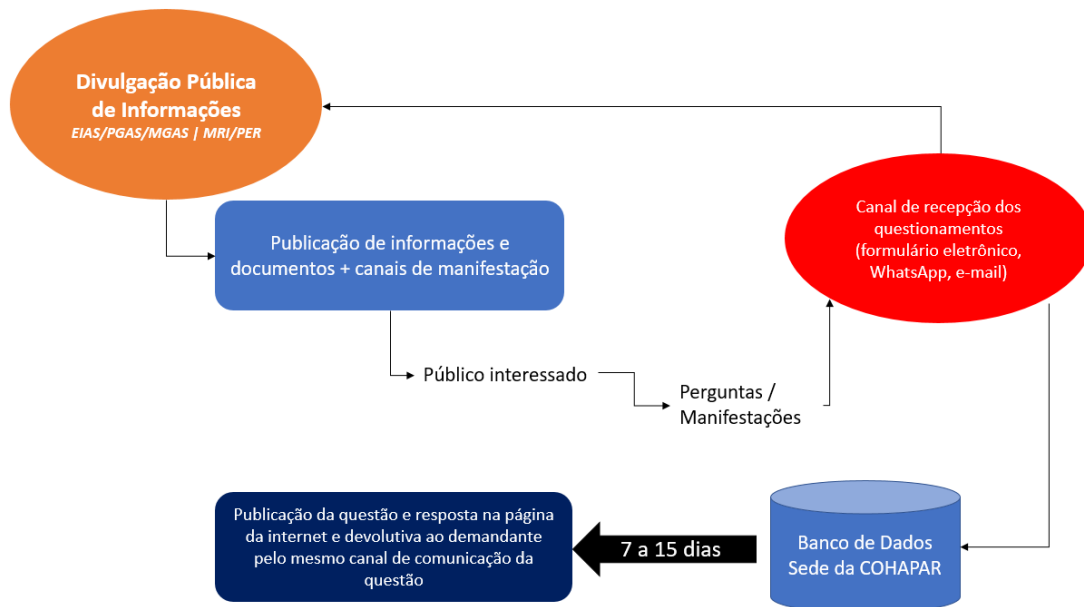 Divulgação Pública
de Informações
EIAS/PGAS/MGAS | MRI/PER
Publicação de informações e
documentos + canais de manifestação
Canal de recepção dos
questionamentos
(formulário eletrônico,
WhatsApp, e-mail)
Público interessado
Perguntas /
Manifestações
Publicação da questão e resposta na página
da internet e devolutiva ao demandante
pelo mesmo canal de comunicação da
questão
7 a 15 dias
Banco de Dados
Sede da COHAPAR